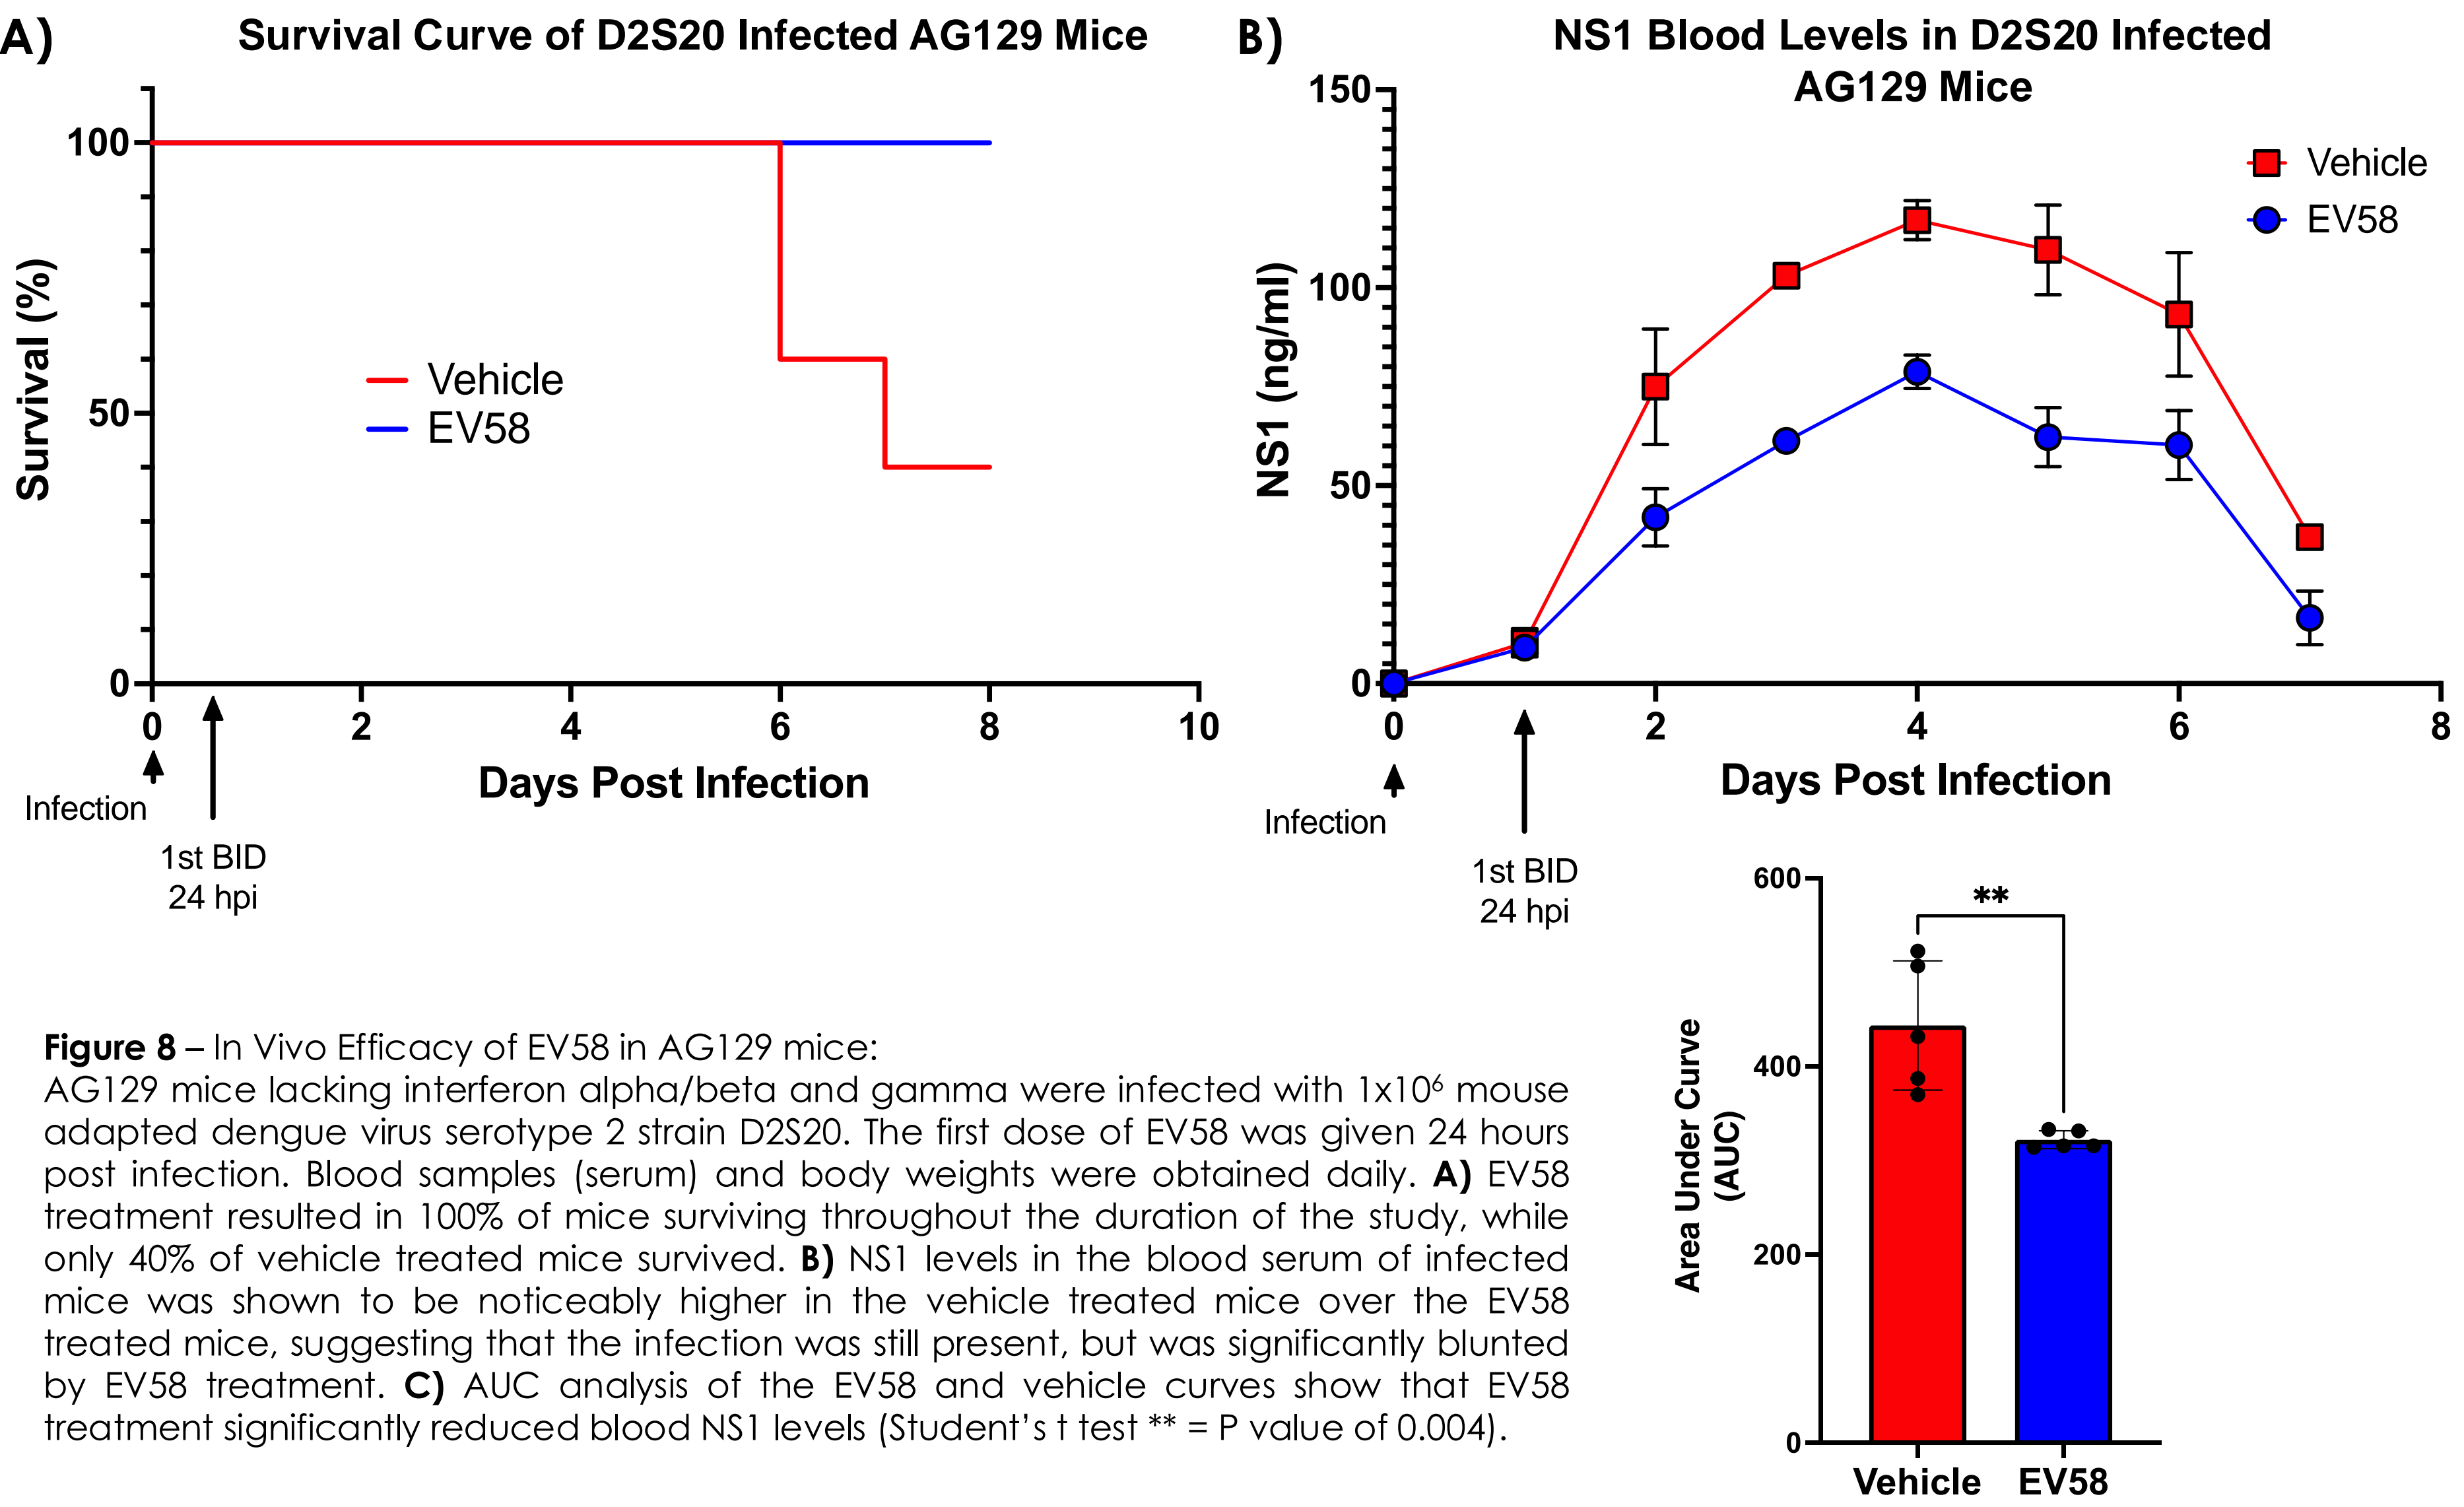 A)
Survival Curve of D2S20 Infected AG129 Mice
Survival (%)
100
50
0
Vehicle
EV58
0 2 4 6 8 10
Days Post Infection
Infection
1st BID
24 hpi
B)
NS1 Blood Levels in D2S20 Infected
AG129 Mice
NS1 (ng/ml)
150
100
50
0
Vehicle
EV58
0 2 4 6 8
Days Post Infection
Infection
1st BID
24 hpi
Area Under Curve
(AUC)
600
400
200
0
**
Vehicle EV58
Figure 8 – In Vivo Efficacy of EV58 in AG129 mice:
AG129 mice lacking interferon alpha/beta and gamma were infected with 1x10⁶ mouse
adapted dengue virus serotype 2 strain D2S20. The first dose of EV58 was given 24 hours
post infection. Blood samples (serum) and body weights were obtained daily. A) EV58
treatment resulted in 100% of mice surviving throughout the duration of the study, while
only 40% of vehicle treated mice survived. B) NS1 levels in the blood serum of infected
mice was shown to be noticeably higher in the vehicle treated mice over the EV58
treated mice, suggesting that the infection was still present, but was significantly blunted
by EV58 treatment. C) AUC analysis of the EV58 and vehicle curves show that EV58
treatment significantly reduced blood NS1 levels (Student’s t test ** = P value of 0.004).